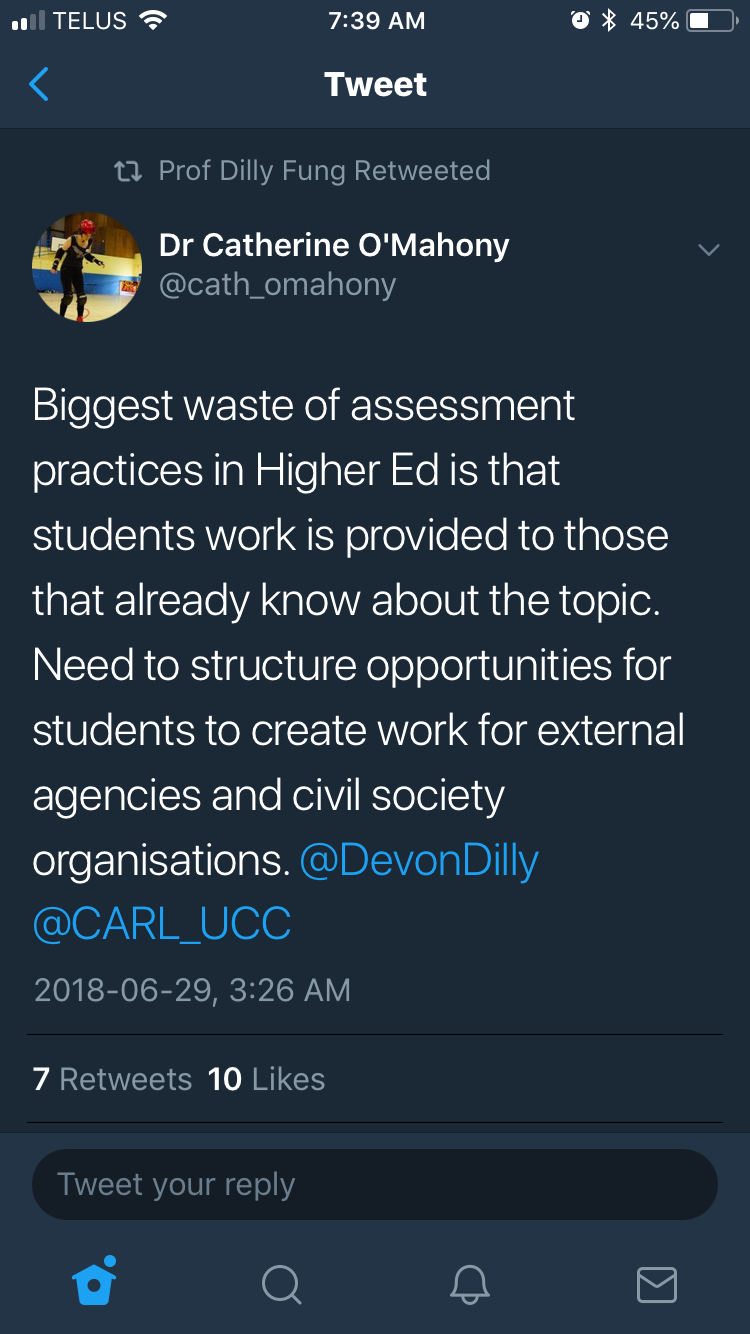 TELUS 7:39 AM 45%
Tweet
Prof Dilly Fung Retweeted
Dr Catherine O'Mahony
@cath_omahony
Biggest waste of assessment
practices in Higher Ed is that
students work is provided to those
that already know about the topic.
Need to structure opportunities for
students to create work for external
agencies and civil society
organisations. @DevonDilly
@CARL_UCC
2018-06-29, 3:26 AM
7 Retweets 10 Likes
Tweet your reply